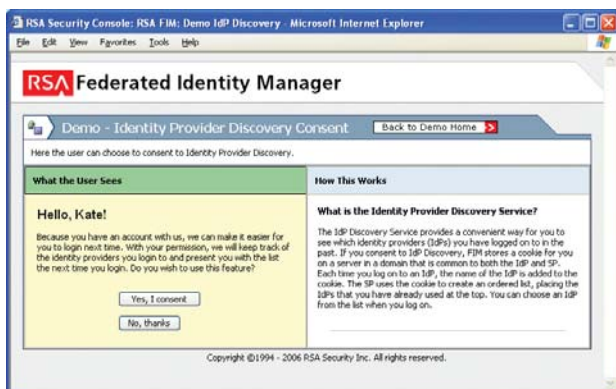 RSA Security Console: RSA FIM: Demo IdP Discovery - Microsoft Internet Explorer
File Edit View Favorites Tools Help
RSA Federated Identity Manager
Demo - Identity Provider Discovery Consent
Back to Demo Home
Here the user can choose to consent to Identity Provider Discovery.
What the User Sees
Hello, Kate!
Because you have an account with us, we can make it easier for
you to login next time. With your permission, we will keep track of
the identity providers you login to and present you with the list
the next time you login. Do you wish to use this feature?
Yes, I consent
No, thanks
How This Works
What is the Identity Provider Discovery Service?
The IdP Discovery Service provides a convenient way for you to
see which identity providers (IdPs) you have logged on to in the
past. If you consent to IdP Discovery, FIM stores a cookie for you
on a server in a domain that is common to both the IdP and SP.
Each time you log on to an IdP, the name of the IdP is added to the
cookie. The SP uses the cookie to create an ordered list, placing the
IdPs that you have already used at the top. You can choose an IdP
from the list when you log on.
Copyright ©1994 - 2006 RSA Security Inc. All rights reserved.